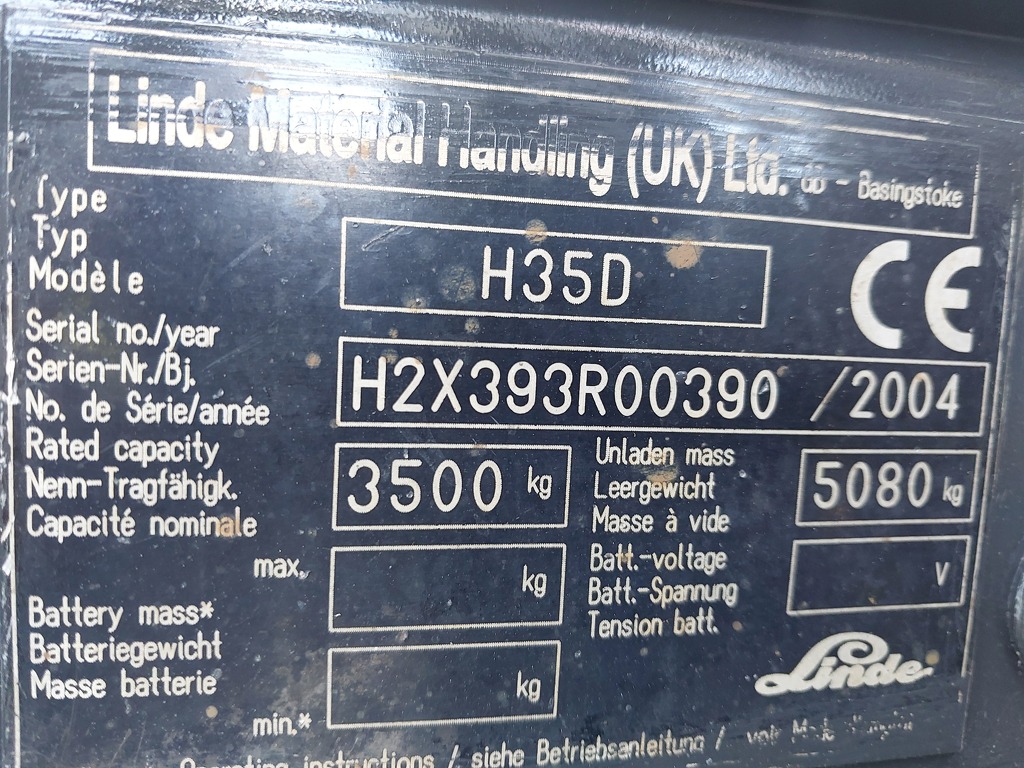 Linde Material Handling (UK) Ltd. GB - Basingstoke
Type
Typ
Modèle
H35D
CE
Serial no./year
Serien-Nr./Bj.
No. de Série/année
H2X393R00390 /2004
Rated capacity
Nenn-Tragfähigk.
Capacité nominale
3500 kg
Unladen mass
Leergewicht
Masse à vide
5080 kg
max.
kg
Batt.-voltage
Batt.-Spannung
Tension batt.
V
Battery mass*
Batteriegewicht
Masse batterie
min.*
kg
Linde
Operating instructions / siehe Betriebsanleitung / voir